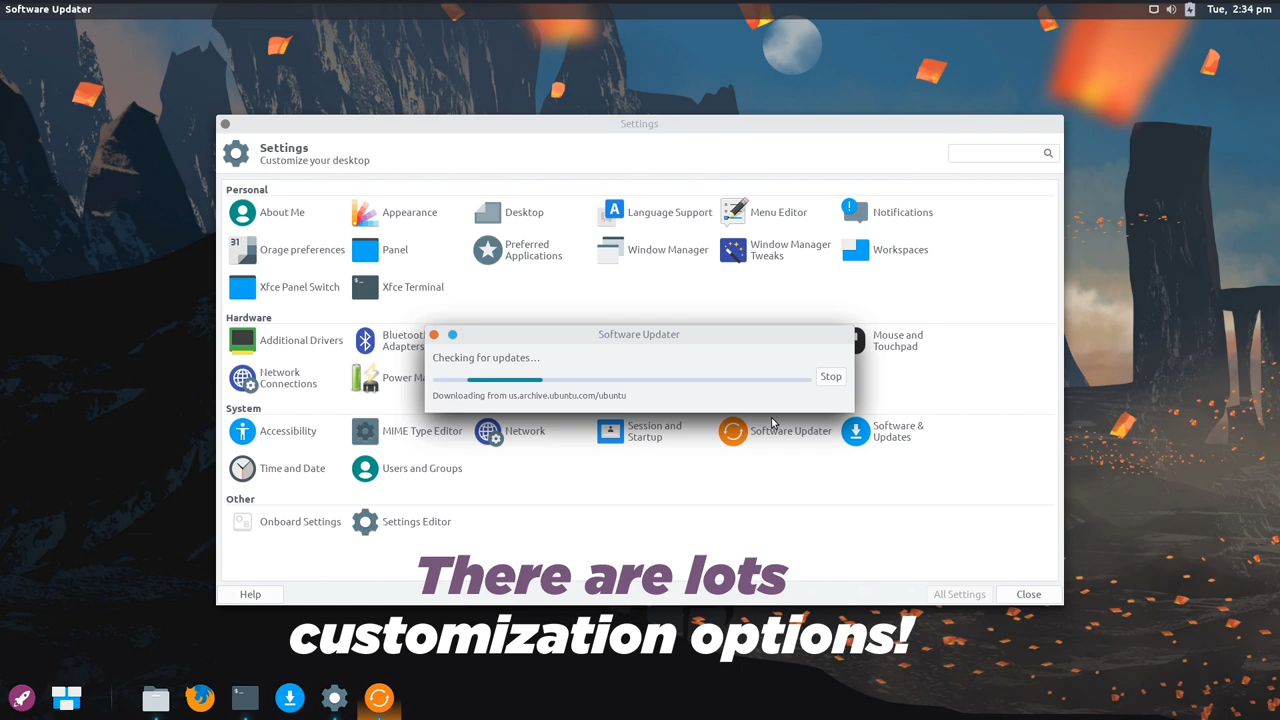 Software Updater
Tue, 2:34 pm
Settings
Settings
Customize your desktop
Personal
About Me
Appearance
Desktop
A
Language Support
Menu Editor
!
Notifications
31
Orage preferences
Panel
Preferred
Applications
Window Manager
Window Manager
Tweaks
Workspaces
Xfce Panel Switch
$_
Xfce Terminal
Hardware
Additional Drivers
Bluetoot
Adapters
Mouse and
Touchpad
Network
Connections
Power Ma
Software Updater
Checking for updates...
Stop
Downloading from us.archive.ubuntu.com/ubuntu
System
Accessibility
MIME Type Editor
Network
Session and
Startup
Software Updater
Software &
Updates
Time and Date
Users and Groups
Other
Onboard Settings
Settings Editor
Help
All Settings
Close
There are lots
customization options!